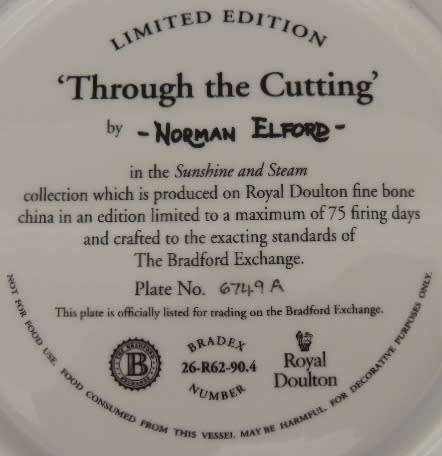 LIMITED EDITION
'Through the Cutting'
by - NORMAN ELFORD -
in the Sunshine and Steam
collection which is produced on Royal Doulton fine bone
china in an edition limited to a maximum of 75 firing days
and crafted to the exacting standards of
The Bradford Exchange.
Plate No. 6749 A
This plate is officially listed for trading on the Bradford Exchange.
THE BRADFORD
B
EXCHANGE
BRADEX
26-R62-90.4
NUMBER
Royal
Doulton
NOT FOR FOOD USE. FOOD CONSUMED FROM THIS VESSEL MAY BE HARMFUL. FOR DECORATIVE PURPOSES ONLY.